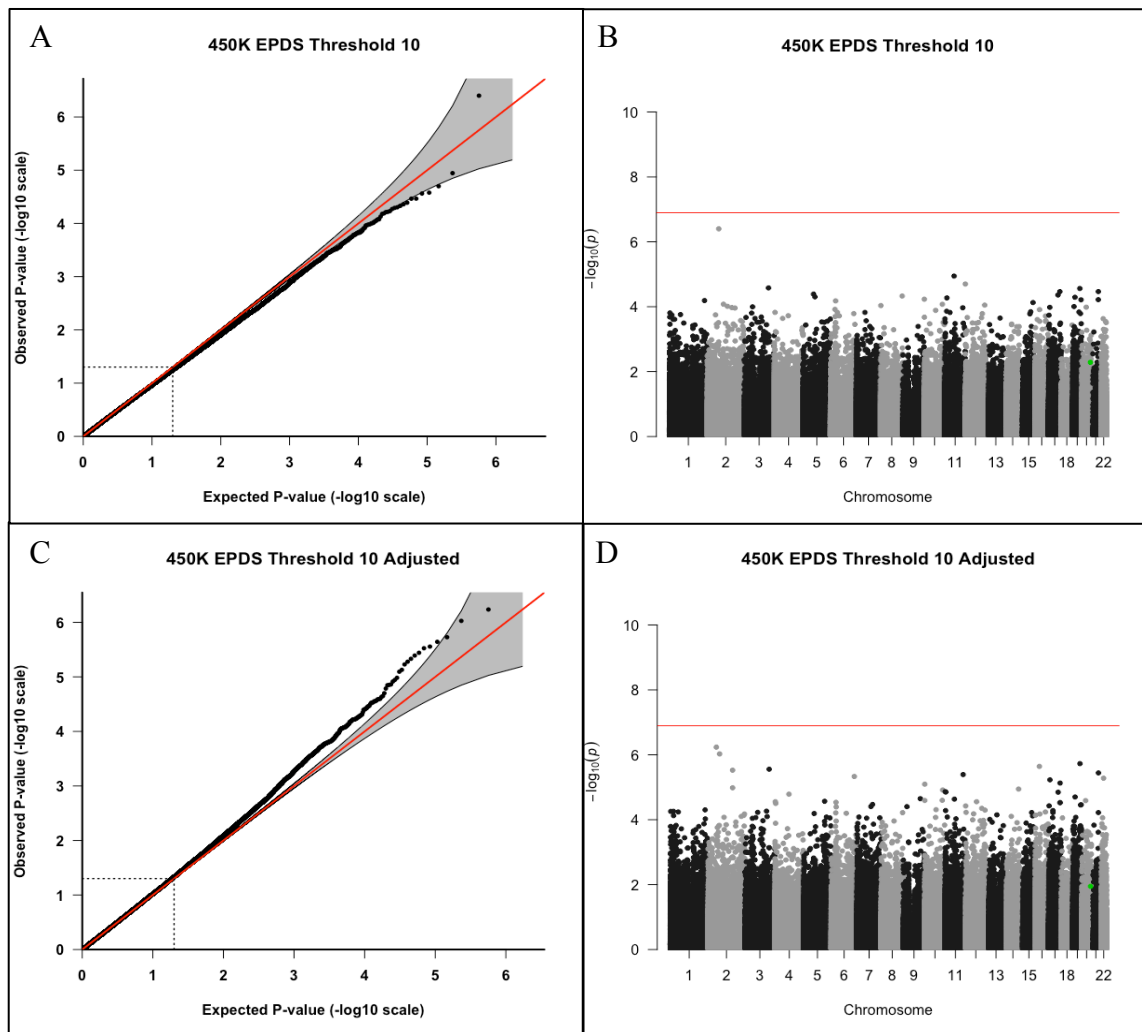 A
450K EPDS Threshold 10
Observed P-value (-log10 scale)
6
5
4
3
2
1
0
0 1 2 3 4 5 6
Expected P-value (-log10 scale)
B
450K EPDS Threshold 10
−log10(p)
10
8
6
4
2
0
1 2 3 4 5 6 7 8 9 11 13 15 18 22
Chromosome
C
450K EPDS Threshold 10 Adjusted
Observed P-value (-log10 scale)
6
5
4
3
2
1
0
0 1 2 3 4 5 6
Expected P-value (-log10 scale)
D
450K EPDS Threshold 10 Adjusted
−log10(p)
10
8
6
4
2
0
1 2 3 4 5 6 7 8 9 11 13 15 18 22
Chromosome